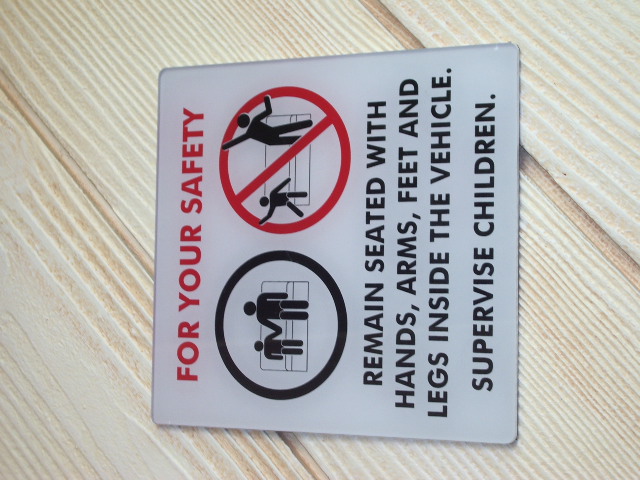 FOR YOUR SAFETY
REMAIN SEATED WITH
HANDS, ARMS, FEET AND
LEGS INSIDE THE VEHICLE.
SUPERVISE CHILDREN.